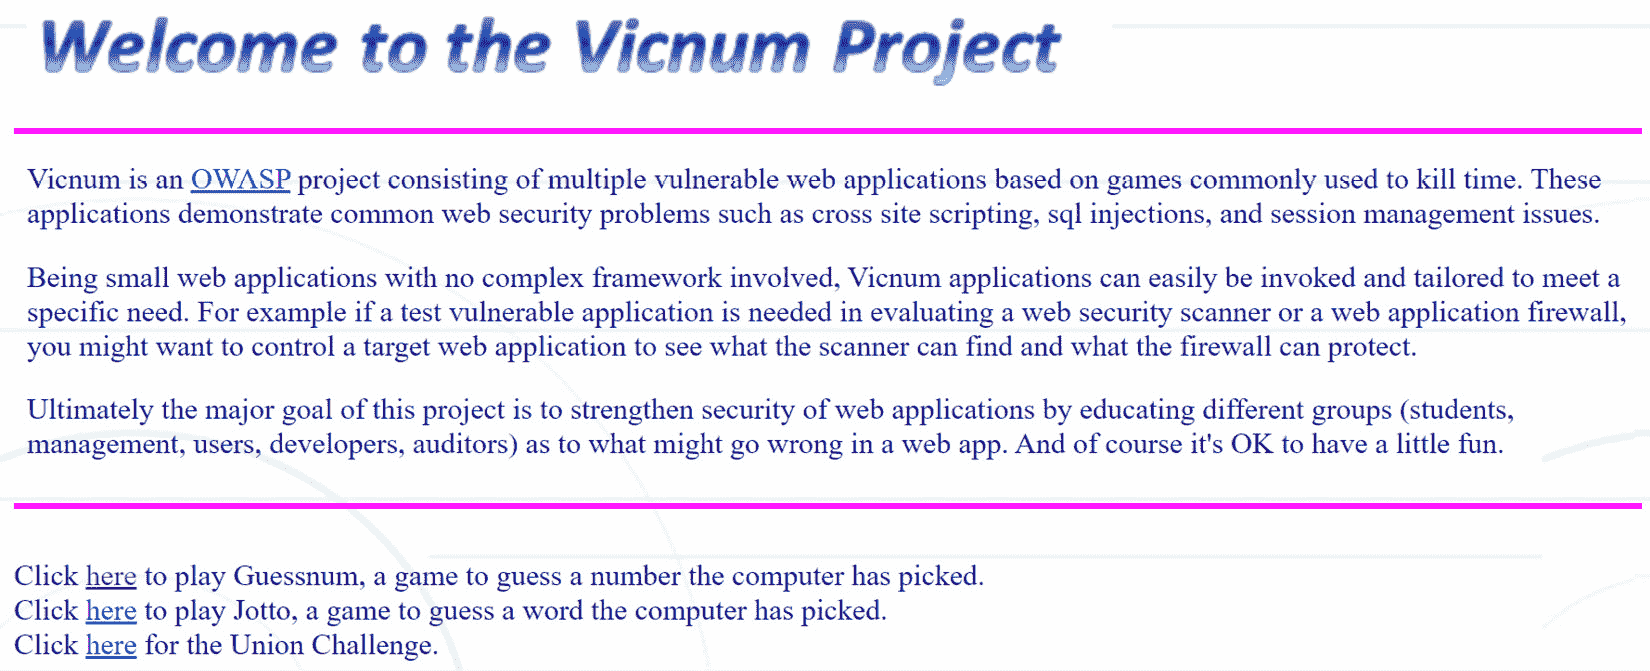 Welcome to the Vicnum Project
Vicnum is an OWASP project consisting of multiple vulnerable web applications based on games commonly used to kill time. These
applications demonstrate common web security problems such as cross site scripting, sql injections, and session management issues.
Being small web applications with no complex framework involved, Vicnum applications can easily be invoked and tailored to meet a
specific need. For example if a test vulnerable application is needed in evaluating a web security scanner or a web application firewall,
you might want to control a target web application to see what the scanner can find and what the firewall can protect.
Ultimately the major goal of this project is to strengthen security of web applications by educating different groups (students,
management, users, developers, auditors) as to what might go wrong in a web app. And of course it's OK to have a little fun.
Click here to play Guessnum, a game to guess a number the computer has picked.
Click here to play Jotto, a game to guess a word the computer has picked.
Click here for the Union Challenge.